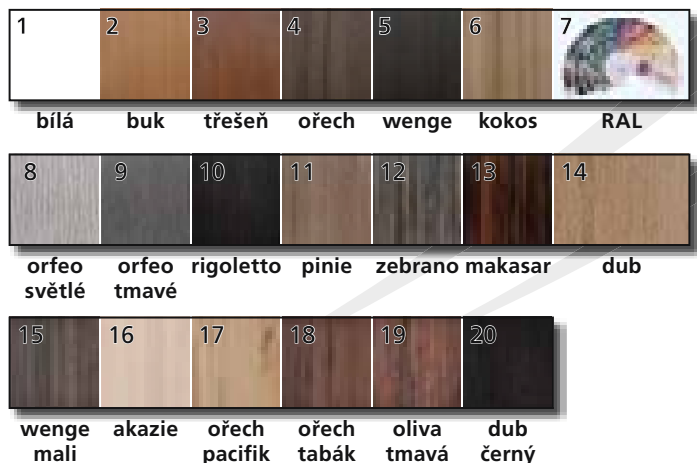 1 2 3 4 5 6 7
bílá buk třešeň ořech wenge kokos RAL
8 9 10 11 12 13 14
orfeo orfeo rigoletto pinie zebrano makasar dub
světlé tmavé
15 16 17 18 19 20
wenge akazie ořech ořech oliva dub
mali pacifik tabák tmavá černý